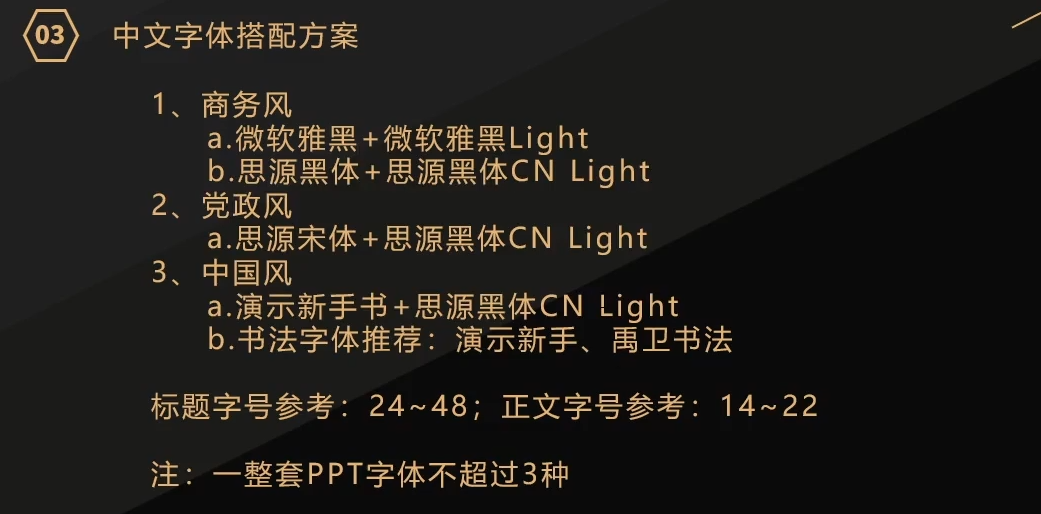 03 中文字体搭配方案
1、商务风
a.微软雅黑+微软雅黑Light
b.思源黑体+思源黑体CN Light
2、党政风
a.思源宋体+思源黑体CN Light
3、中国风
a.演示新手书+思源黑体CN Light
b.书法字体推荐：演示新手、禹卫书法
标题字号参考：24~48；正文字号参考：14~22
注：一整套PPT字体不超过3种